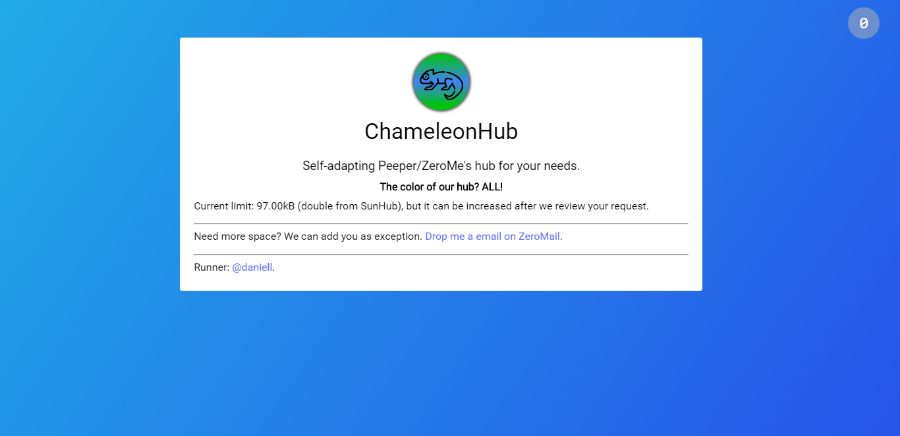 0
ChameleonHub
Self-adapting Peeper/ZeroMe's hub for your needs.
The color of our hub? ALL!
Current limit: 97.00kB (double from SunHub), but it can be increased after we review your request.
Need more space? We can add you as exception. Drop me a email on ZeroMail.
Runner: @daniell.